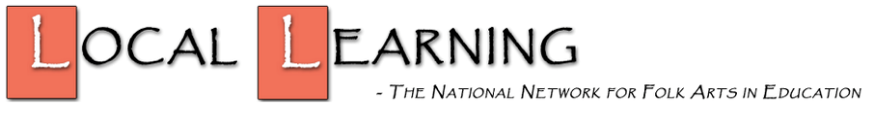 LOCAL LEARNING
- THE NATIONAL NETWORK FOR FOLK ARTS IN EDUCATION